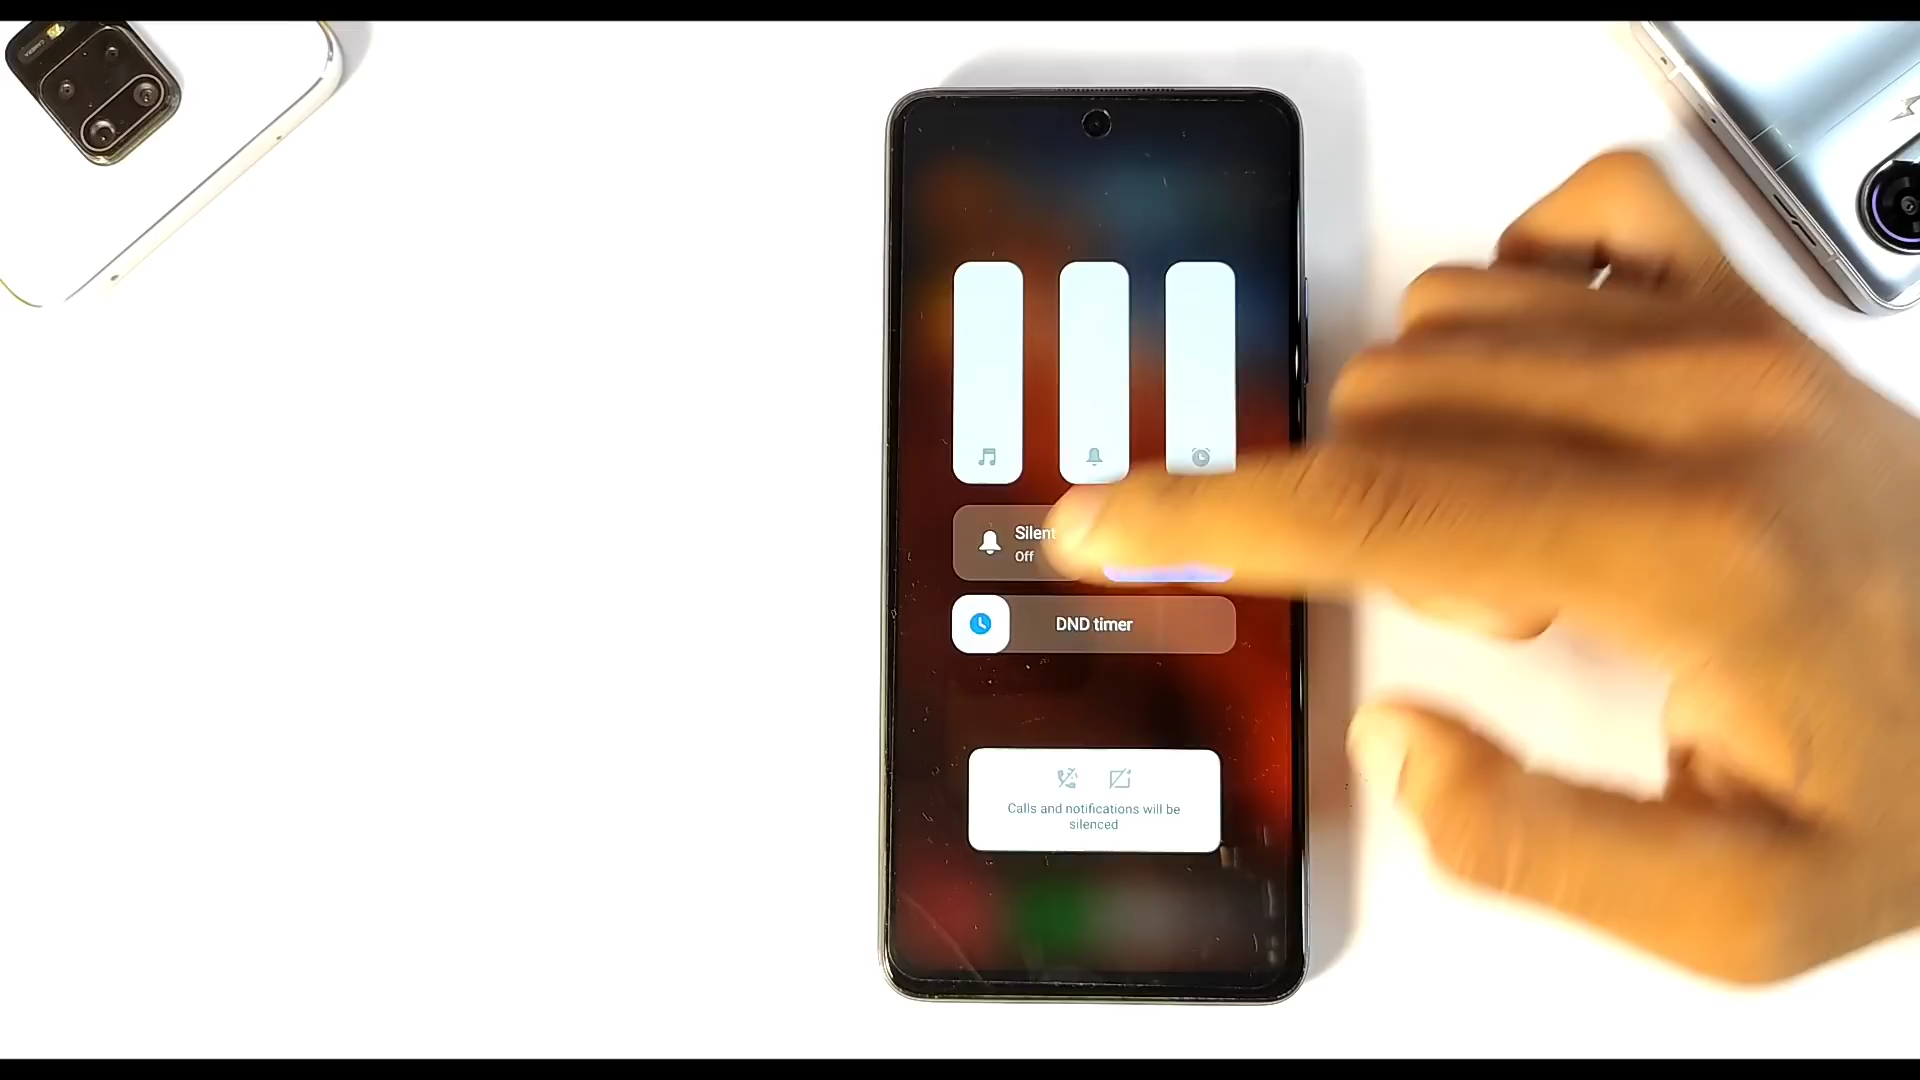 Silent
Off
DND timer
Calls and notifications will be
silenced